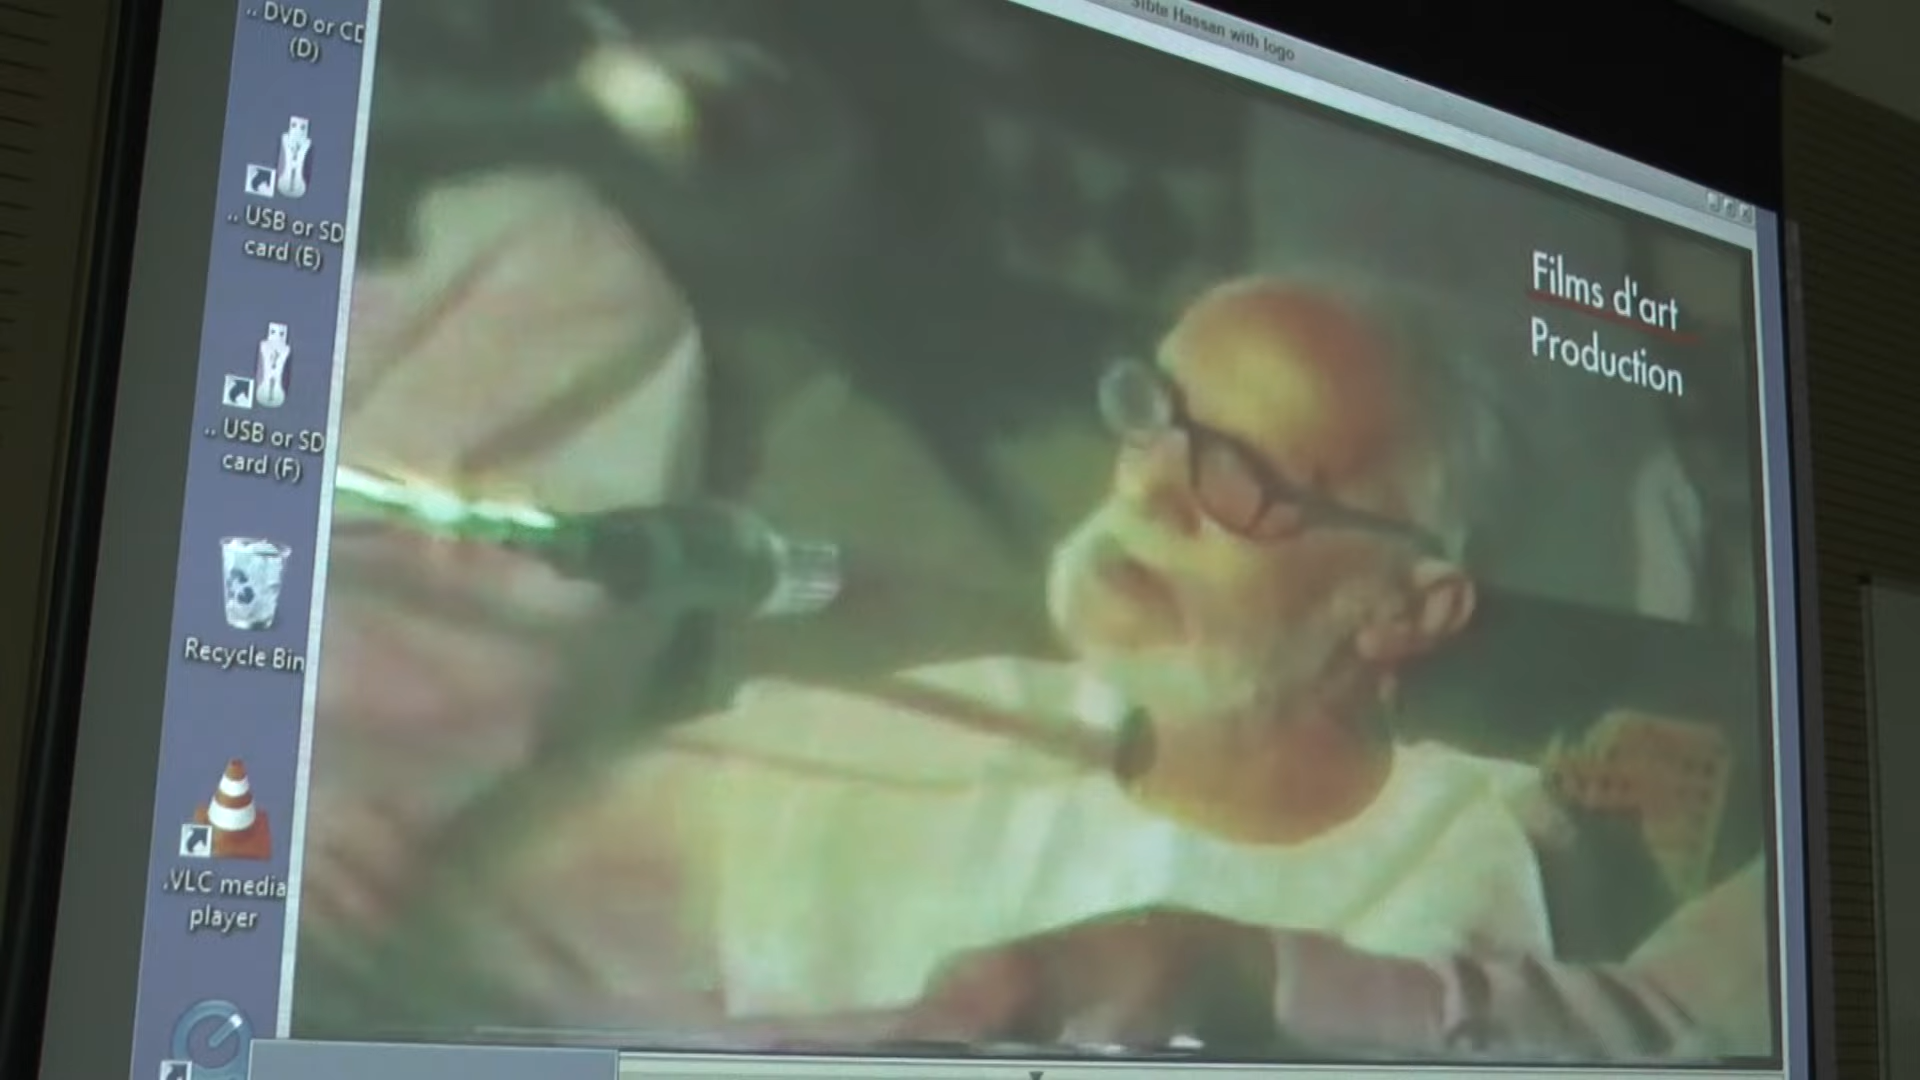 .. DVD or CD
(D)
.. USB or SD
card (E)
.. USB or SD
card (F)
Recycle Bin
.VLC media
player
Sibte Hassan with logo
Films d'art
Production